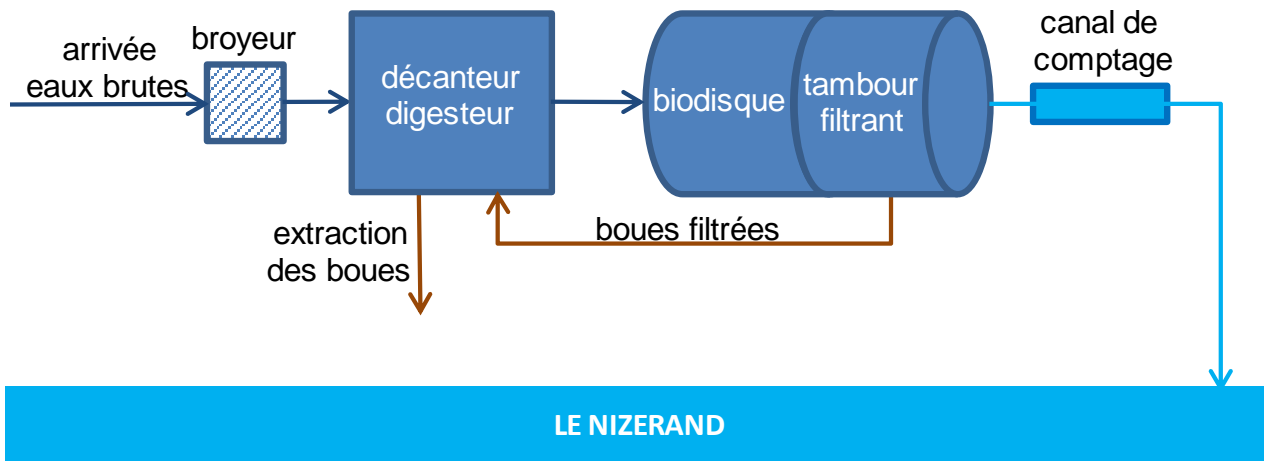 arrivée
eaux brutes
broyeur
décanteur
digesteur
biodisque
tambour
filtrant
canal de
comptage
extraction
des boues
boues filtrées
LE NIZERAND